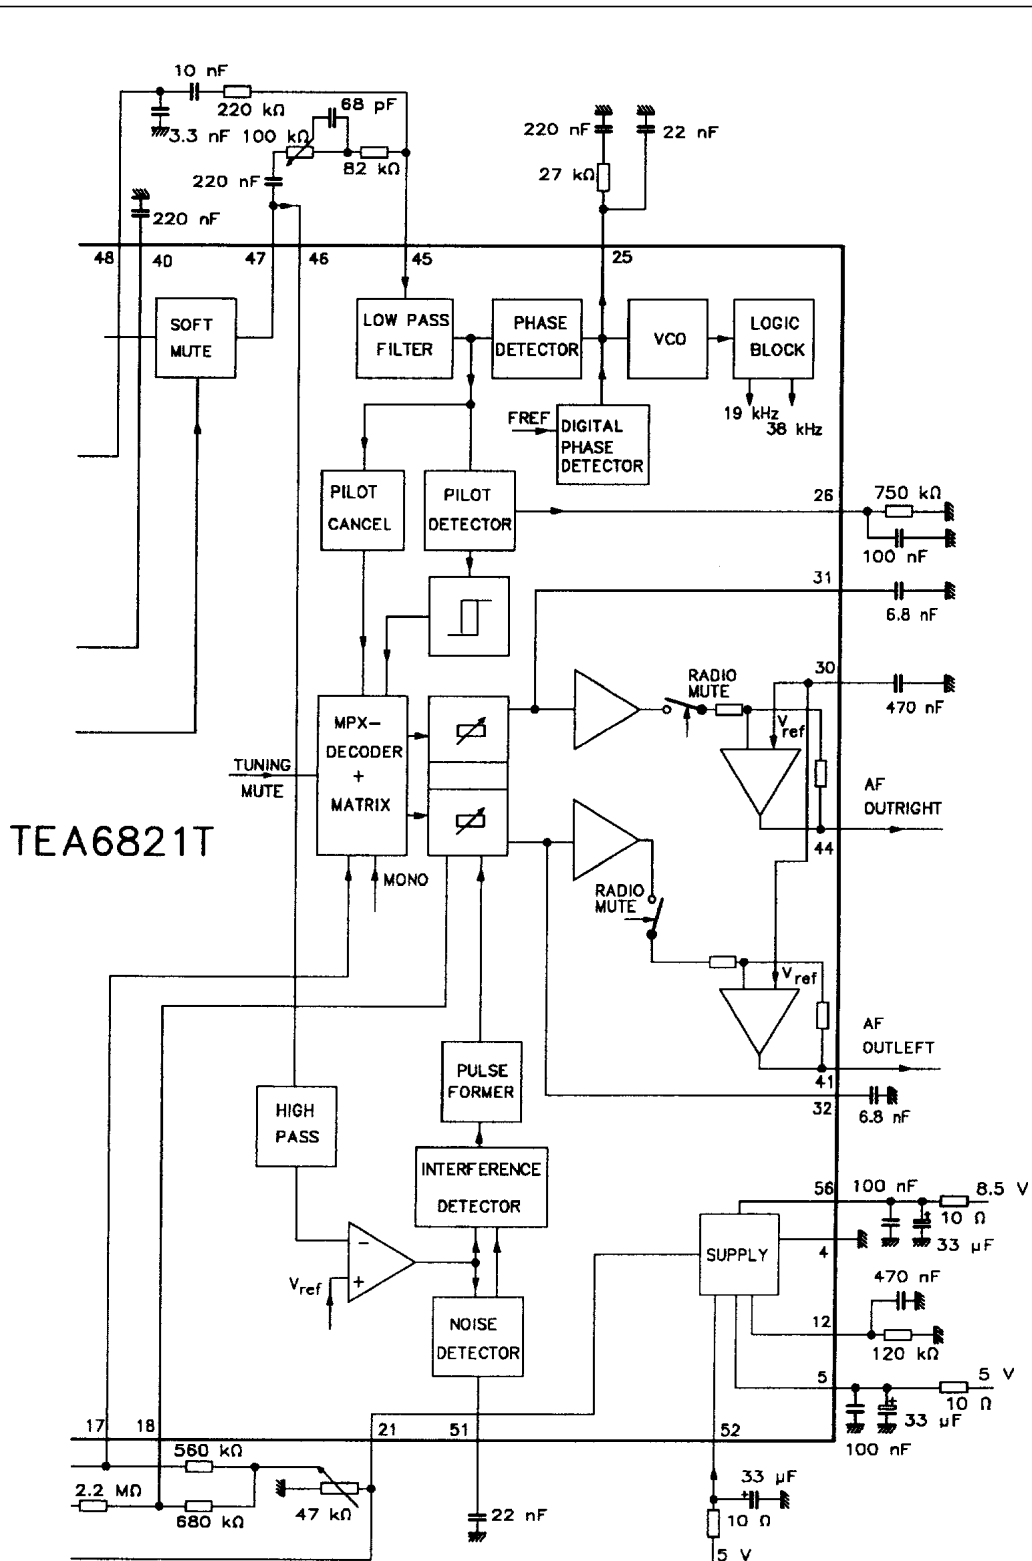 10 nF
220 kΩ
68 pF
3.3 nF
100 kΩ
82 kΩ
220 nF
220 nF
220 nF
22 nF
27 kΩ
48
40
47
46
45
25
SOFT
MUTE
LOW PASS
FILTER
PHASE
DETECTOR
VCO
LOGIC
BLOCK
19 kHz
38 kHz
FREF
DIGITAL
PHASE
DETECTOR
PILOT
CANCEL
PILOT
DETECTOR
26
750 kΩ
100 nF
31
6.8 nF
30
470 nF
RADIO
MUTE
Vref
MPX-
DECODER
+
MATRIX
TUNING
MUTE
AF
OUTRIGHT
44
TEA6821T
MONO
RADIO
MUTE
Vref
AF
OUTLEFT
41
32
6.8 nF
PULSE
FORMER
HIGH
PASS
INTERFERENCE
DETECTOR
56
100 nF
8.5 V
10 Ω
+
33 µF
4
SUPPLY
−
+
Vref
470 nF
12
120 kΩ
NOISE
DETECTOR
5
5 V
10 Ω
+
33 µF
100 nF
17
18
21
51
52
560 kΩ
2.2 MΩ
680 kΩ
47 kΩ
22 nF
33 µF
+
10 Ω
5 V